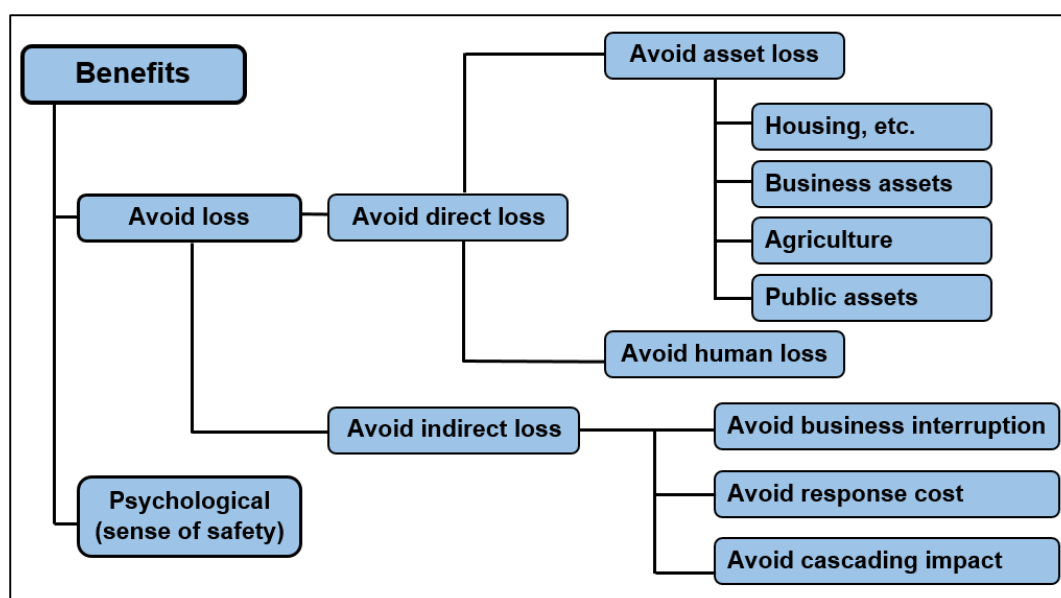 Benefits
Avoid asset loss
Housing, etc.
Business assets
Avoid loss
Avoid direct loss
Agriculture
Public assets
Avoid human loss
Avoid indirect loss
Avoid business interruption
Psychological
(sense of safety)
Avoid response cost
Avoid cascading impact